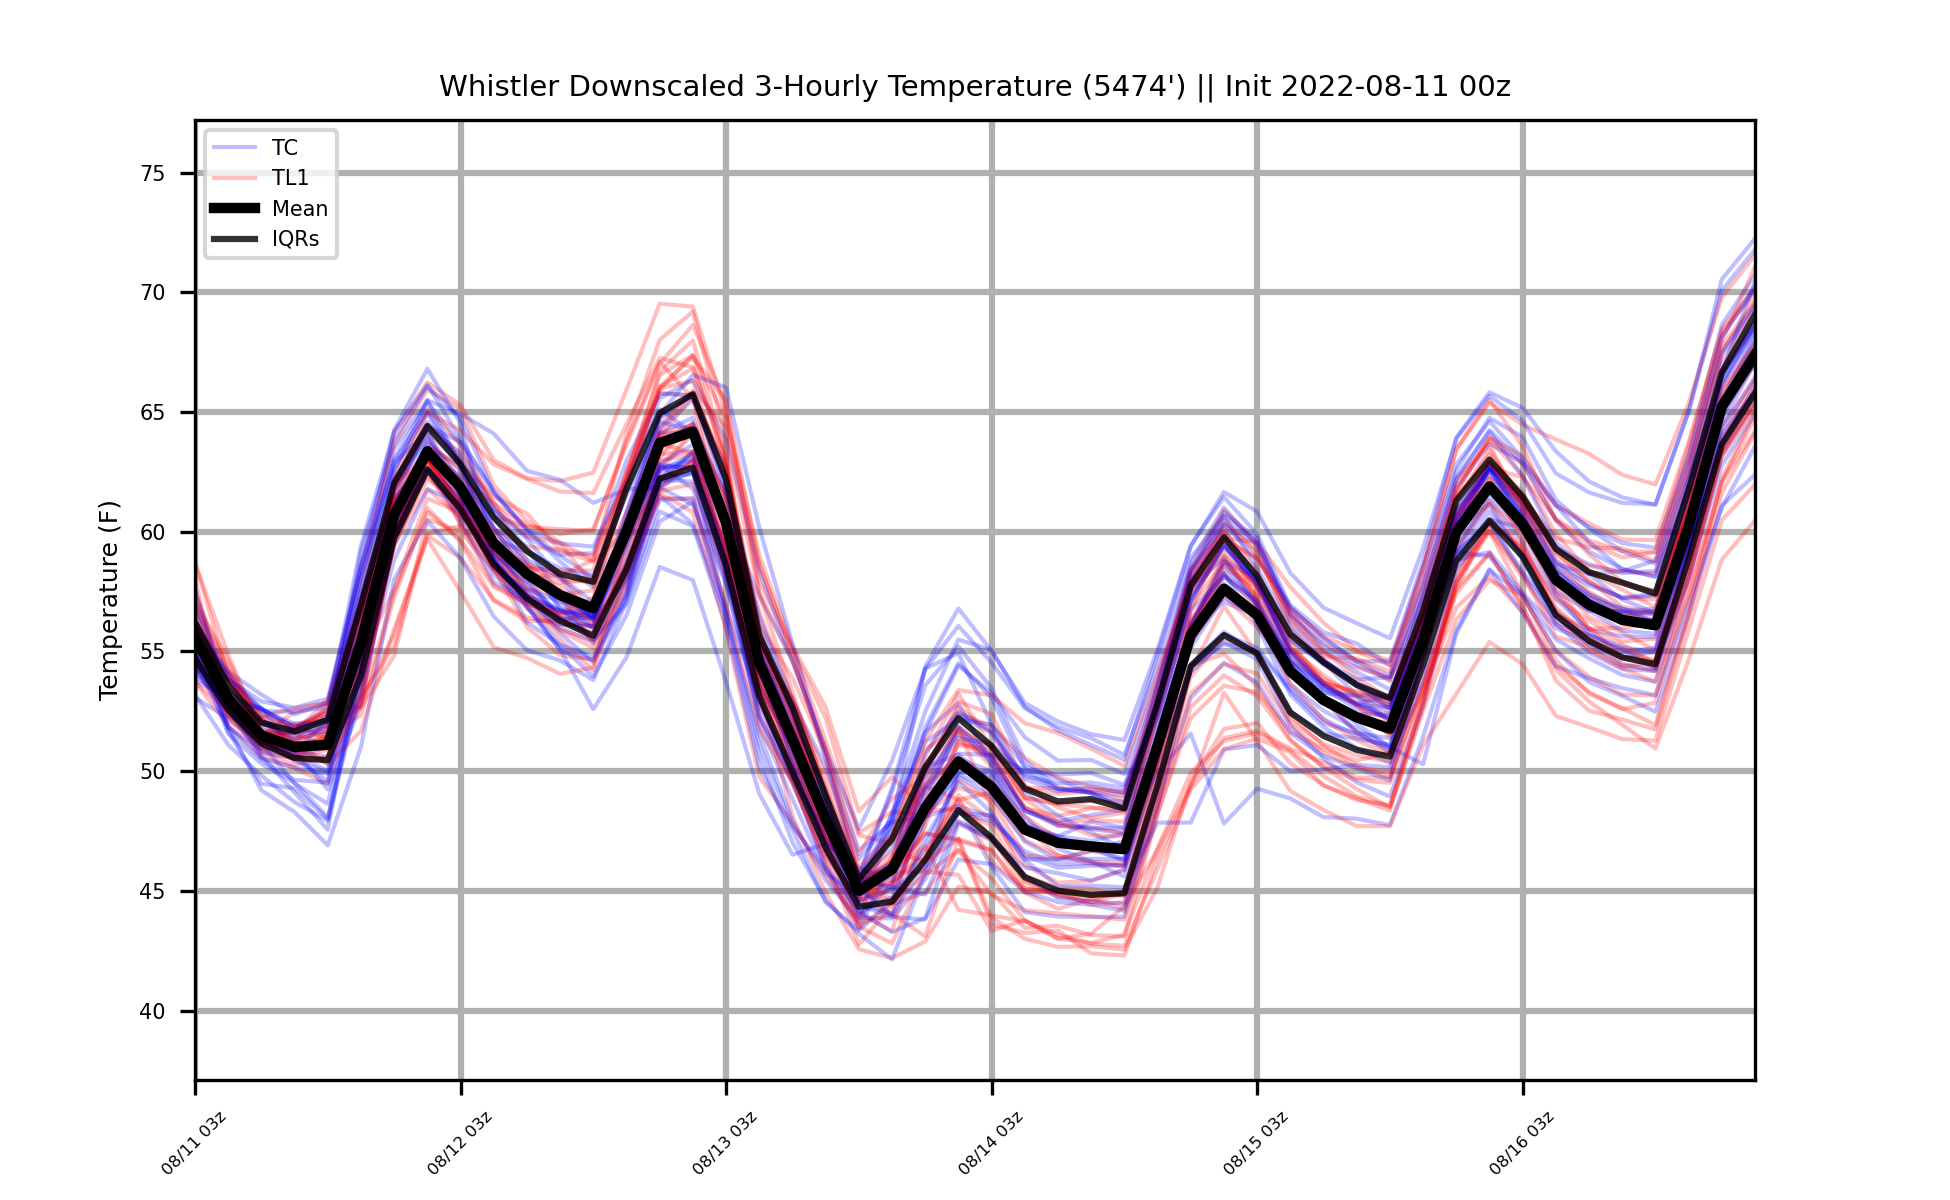 Whistler Downscaled 3-Hourly Temperature (5474') || Init 2022-08-11 00z
TC
TL1
Mean
IQRs
Temperature (F)
75
70
65
60
55
50
45
40
08/11 03z
08/12 03z
08/13 03z
08/14 03z
08/15 03z
08/16 03z